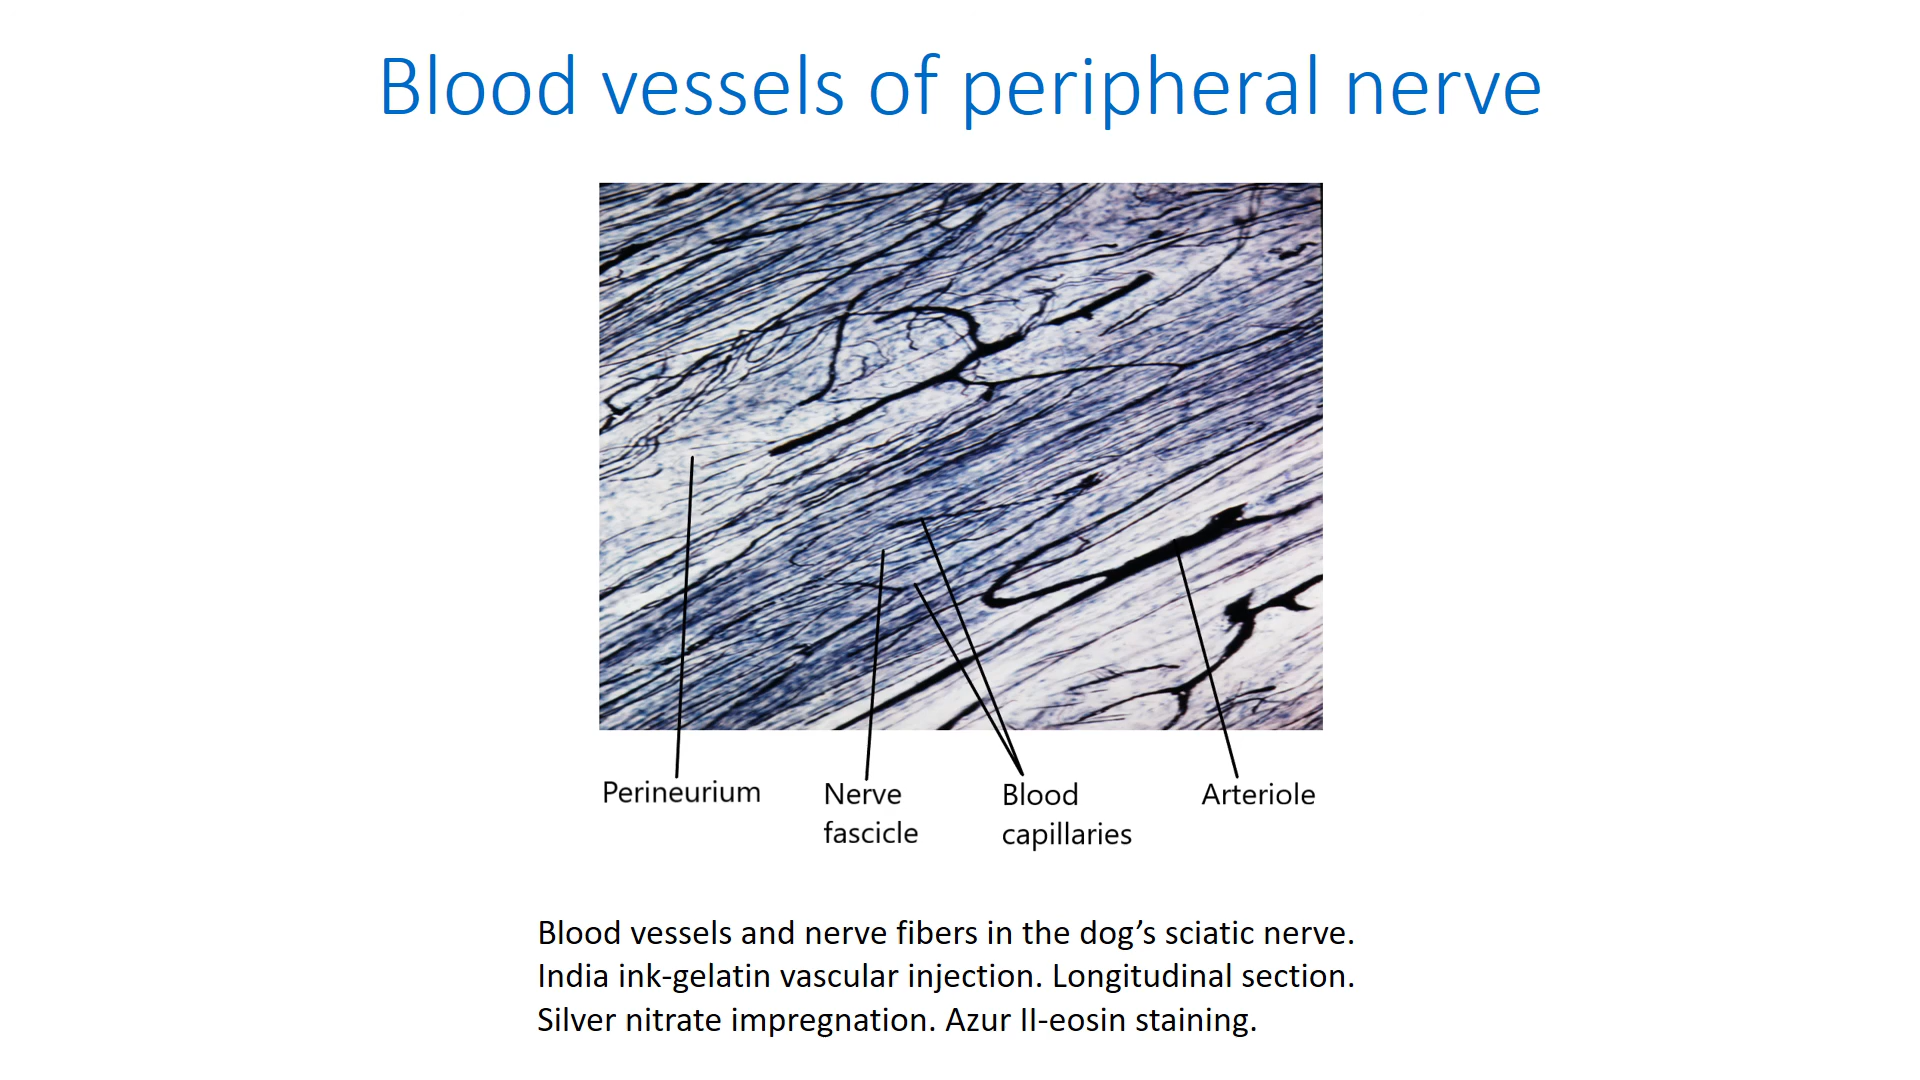 Blood vessels of peripheral nerve
Perineurium
Nerve
fascicle
Blood
capillaries
Arteriole
Blood vessels and nerve fibers in the dog’s sciatic nerve.
India ink-gelatin vascular injection. Longitudinal section.
Silver nitrate impregnation. Azur II-eosin staining.